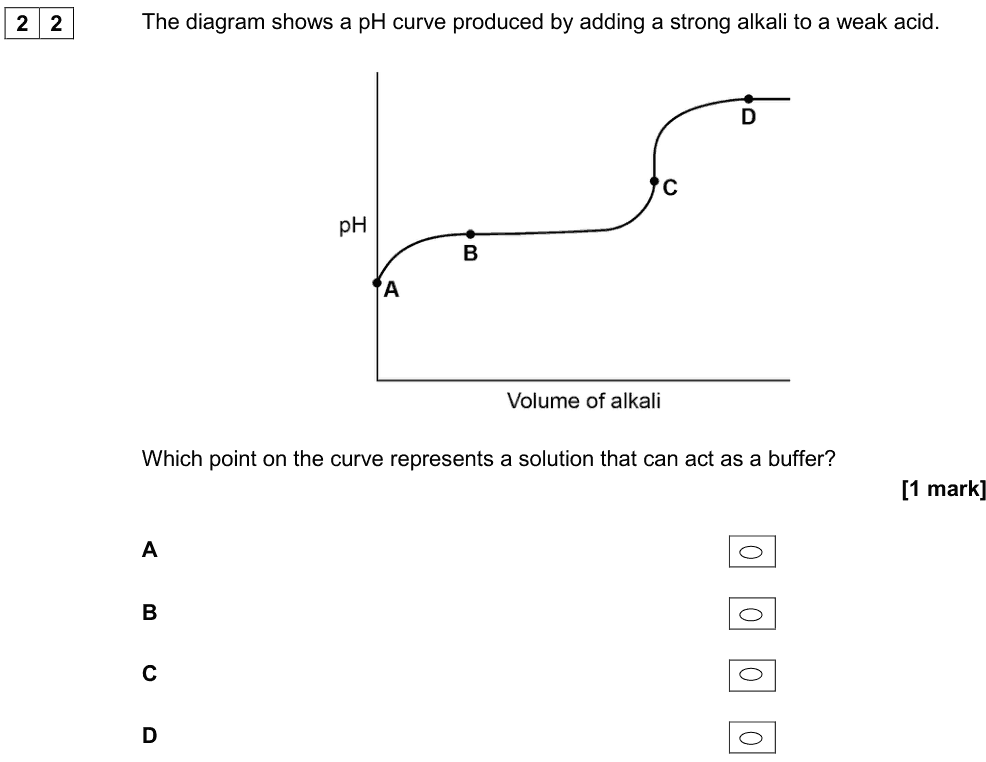 2 2 The diagram shows a pH curve produced by adding a strong alkali to a weak acid.
D
C
pH
B
A
Volume of alkali
Which point on the curve represents a solution that can act as a buffer?
[1 mark]
A
B
C
D